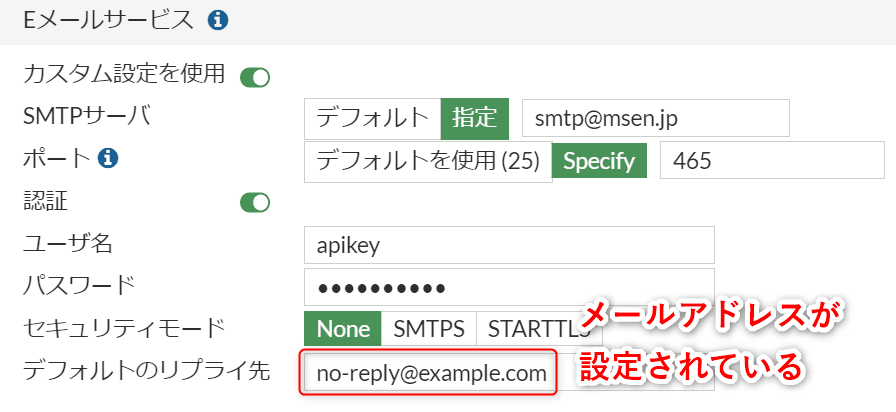 Eメールサービス
カスタム設定を使用
SMTPサーバ デフォルト 指定 smtp@msen.jp
ポート デフォルトを使用 (25) Specify 465
認証
ユーザ名 apikey
パスワード ●●●●●●●●●●
セキュリティモード None SMTPS STARTTLS
デフォルトのリプライ先 no-reply@example.com
メールアドレスが
設定されている